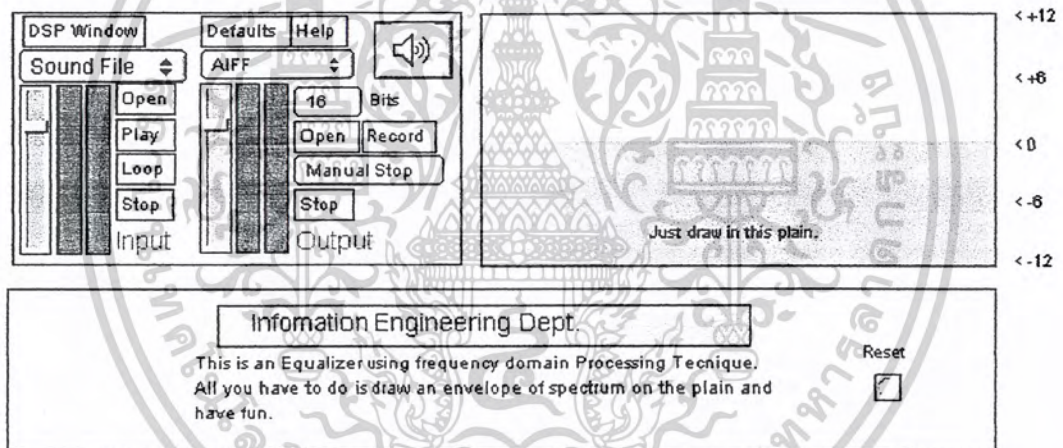 DSP Window Defaults Help
Sound File AIFF
Open 16 Bits
Play Open Record
Loop Manual Stop
Stop Stop
Input Output
< +12
< +6
< 0
< -6
< -12
Just draw in this plain.
Infomation Engineering Dept.
This is an Equalizer using frequency domain Processing Tecnique.
All you have to do is draw an envelope of spectrum on the plain and
have fun.
Reset